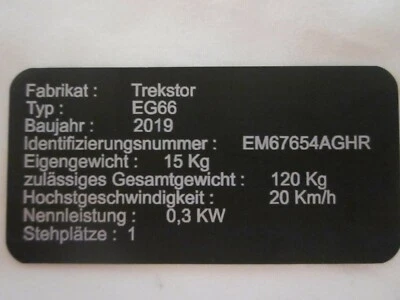 Fabrikat : Trekstor
Typ : EG66
Baujahr : 2019
Identifizierungsnummer : EM67654AGHR
Eigengewicht : 15 Kg
zulässiges Gesamtgewicht : 120 Kg
Hochstgeschwindigkeit : 20 Km/h
Nennleistung : 0,3 KW
Stehplätze : 1